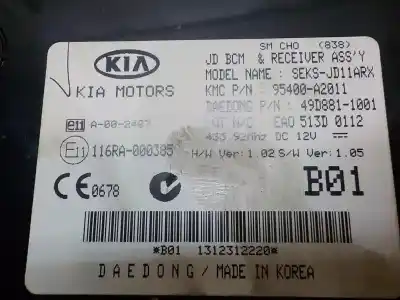 SM CHO (838)
KIA
JD BCM & RECEIVER ASS'Y
MODEL NAME : SEKS-JD11ARX
KIA MOTORS
KMC P/N : 95400-A2011
DAEDONG P/N : 49D881-1001
e11 A-00-2407
N/C EAO 513D 0112
433.92MHz DC 12V
E11 116RA-000385
H/W Ver: 1.02 S/W Ver: 1.05
CE 0678
B01
*B01 1312312220*
DAEDONG / MADE IN KOREA